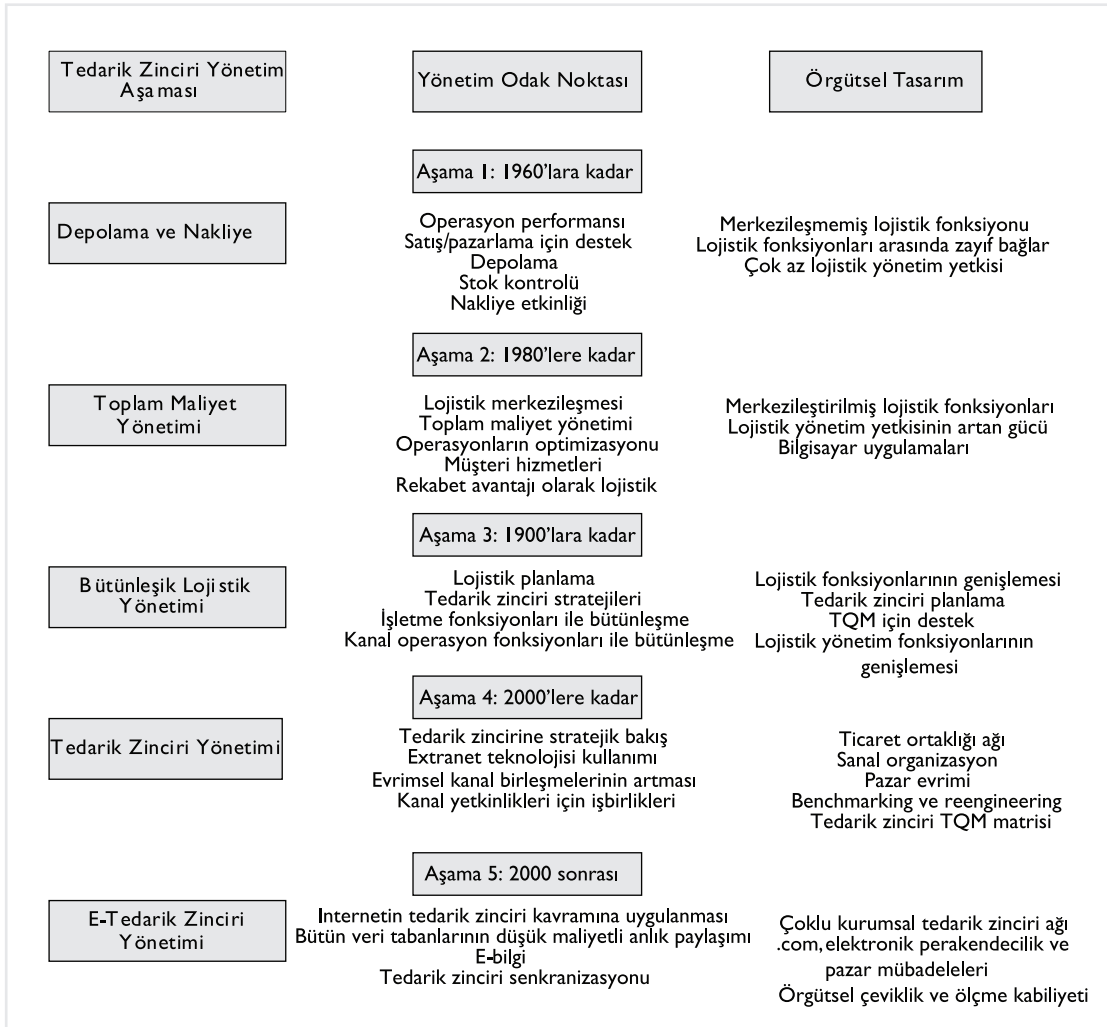 Tedarik Zinciri Yönetim
Aşaması
Yönetim Odak Noktası
Örgütsel Tasarım
Aşama 1: 1960'lara kadar
Depolama ve Nakliye
Operasyon performansı
Satış/pazarlama için destek
Depolama
Stok kontrolü
Nakliye etkinliği
Merkezileşmemiş lojistik fonksiyonu
Lojistik fonksiyonları arasında zayıf bağlar
Çok az lojistik yönetim yetkisi
Aşama 2: 1980'lere kadar
Toplam Maliyet
Yönetimi
Lojistik merkezileşmesi
Toplam maliyet yönetimi
Operasyonların optimizasyonu
Müşteri hizmetleri
Rekabet avantajı olarak lojistik
Merkezileştirilmiş lojistik fonksiyonları
Lojistik yönetim yetkisinin artan gücü
Bilgisayar uygulamaları
Aşama 3: 1900'lara kadar
Bütünleşik Lojistik
Yönetimi
Lojistik planlama
Tedarik zinciri stratejileri
İşletme fonksiyonları ile bütünleşme
Kanal operasyon fonksiyonları ile bütünleşme
Lojistik fonksiyonlarının genişlemesi
Tedarik zinciri planlama
TQM için destek
Lojistik yönetim fonksiyonlarının
genişlemesi
Aşama 4: 2000'lere kadar
Tedarik Zinciri Yönetimi
Tedarik zincirine stratejik bakış
Extranet teknolojisi kullanımı
Evrimsel kanal birleşmelerinin artması
Kanal yetkinlikleri için işbirlikleri
Ticaret ortaklığı ağı
Sanal organizasyon
Pazar evrimi
Benchmarking ve reengineering
Tedarik zinciri TQM matrisi
Aşama 5: 2000 sonrası
E-Tedarik Zinciri
Yönetimi
Internetin tedarik zinciri kavramına uygulanması
Bütün veri tabanlarının düşük maliyetli anlık paylaşımı
E-bilgi
Tedarik zinciri senkranizasyonu
Çoklu kurumsal tedarik zinciri ağı
.com, elektronik perakendecilik ve
pazar mübadeleleri
Örgütsel çeviklik ve ölçme kabiliyeti